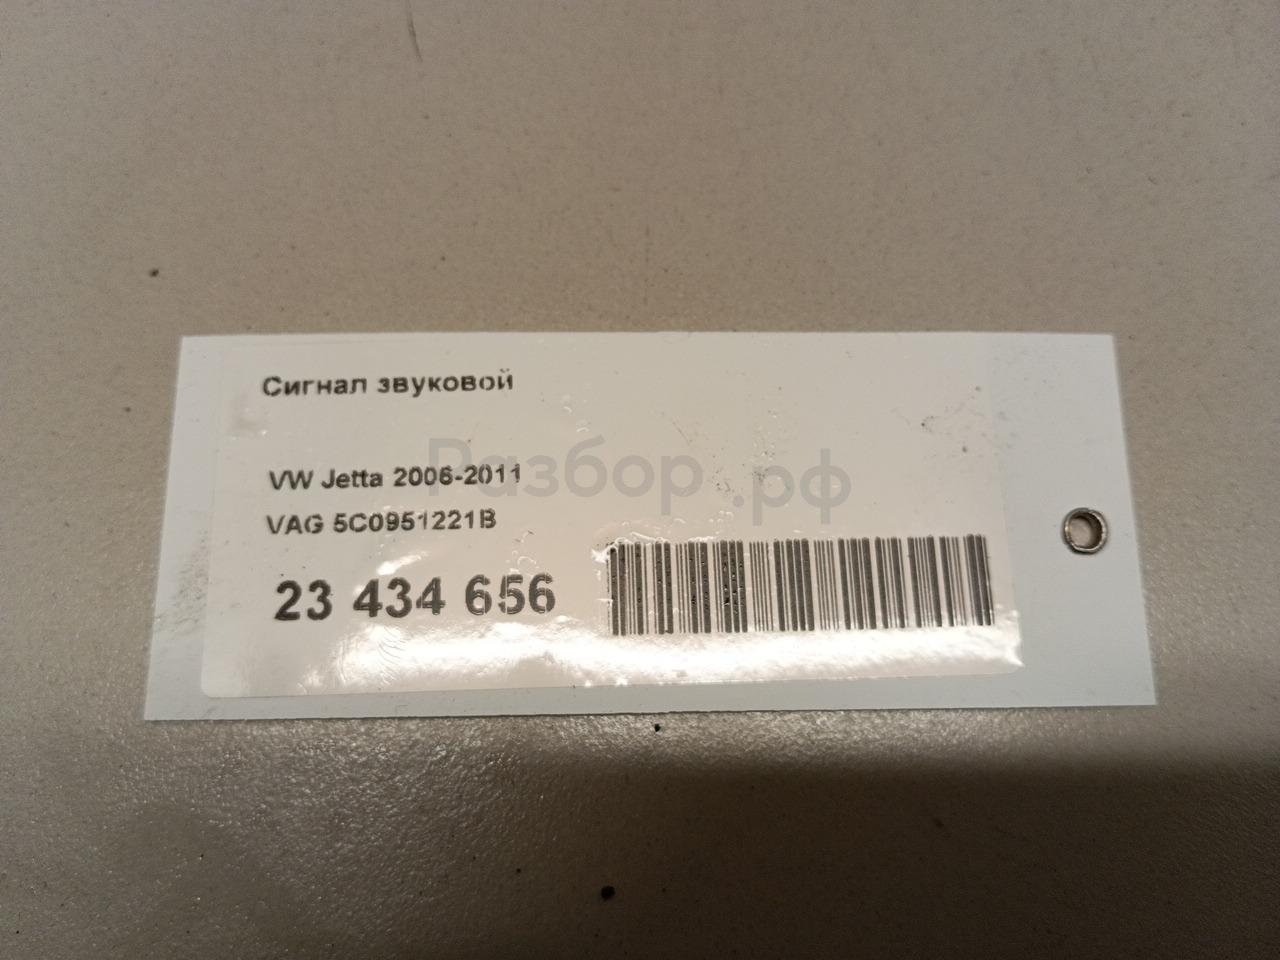 Сигнал звуковой
Разбор.рф
VW Jetta 2006-2011
VAG 5C0951221B
23 434 656